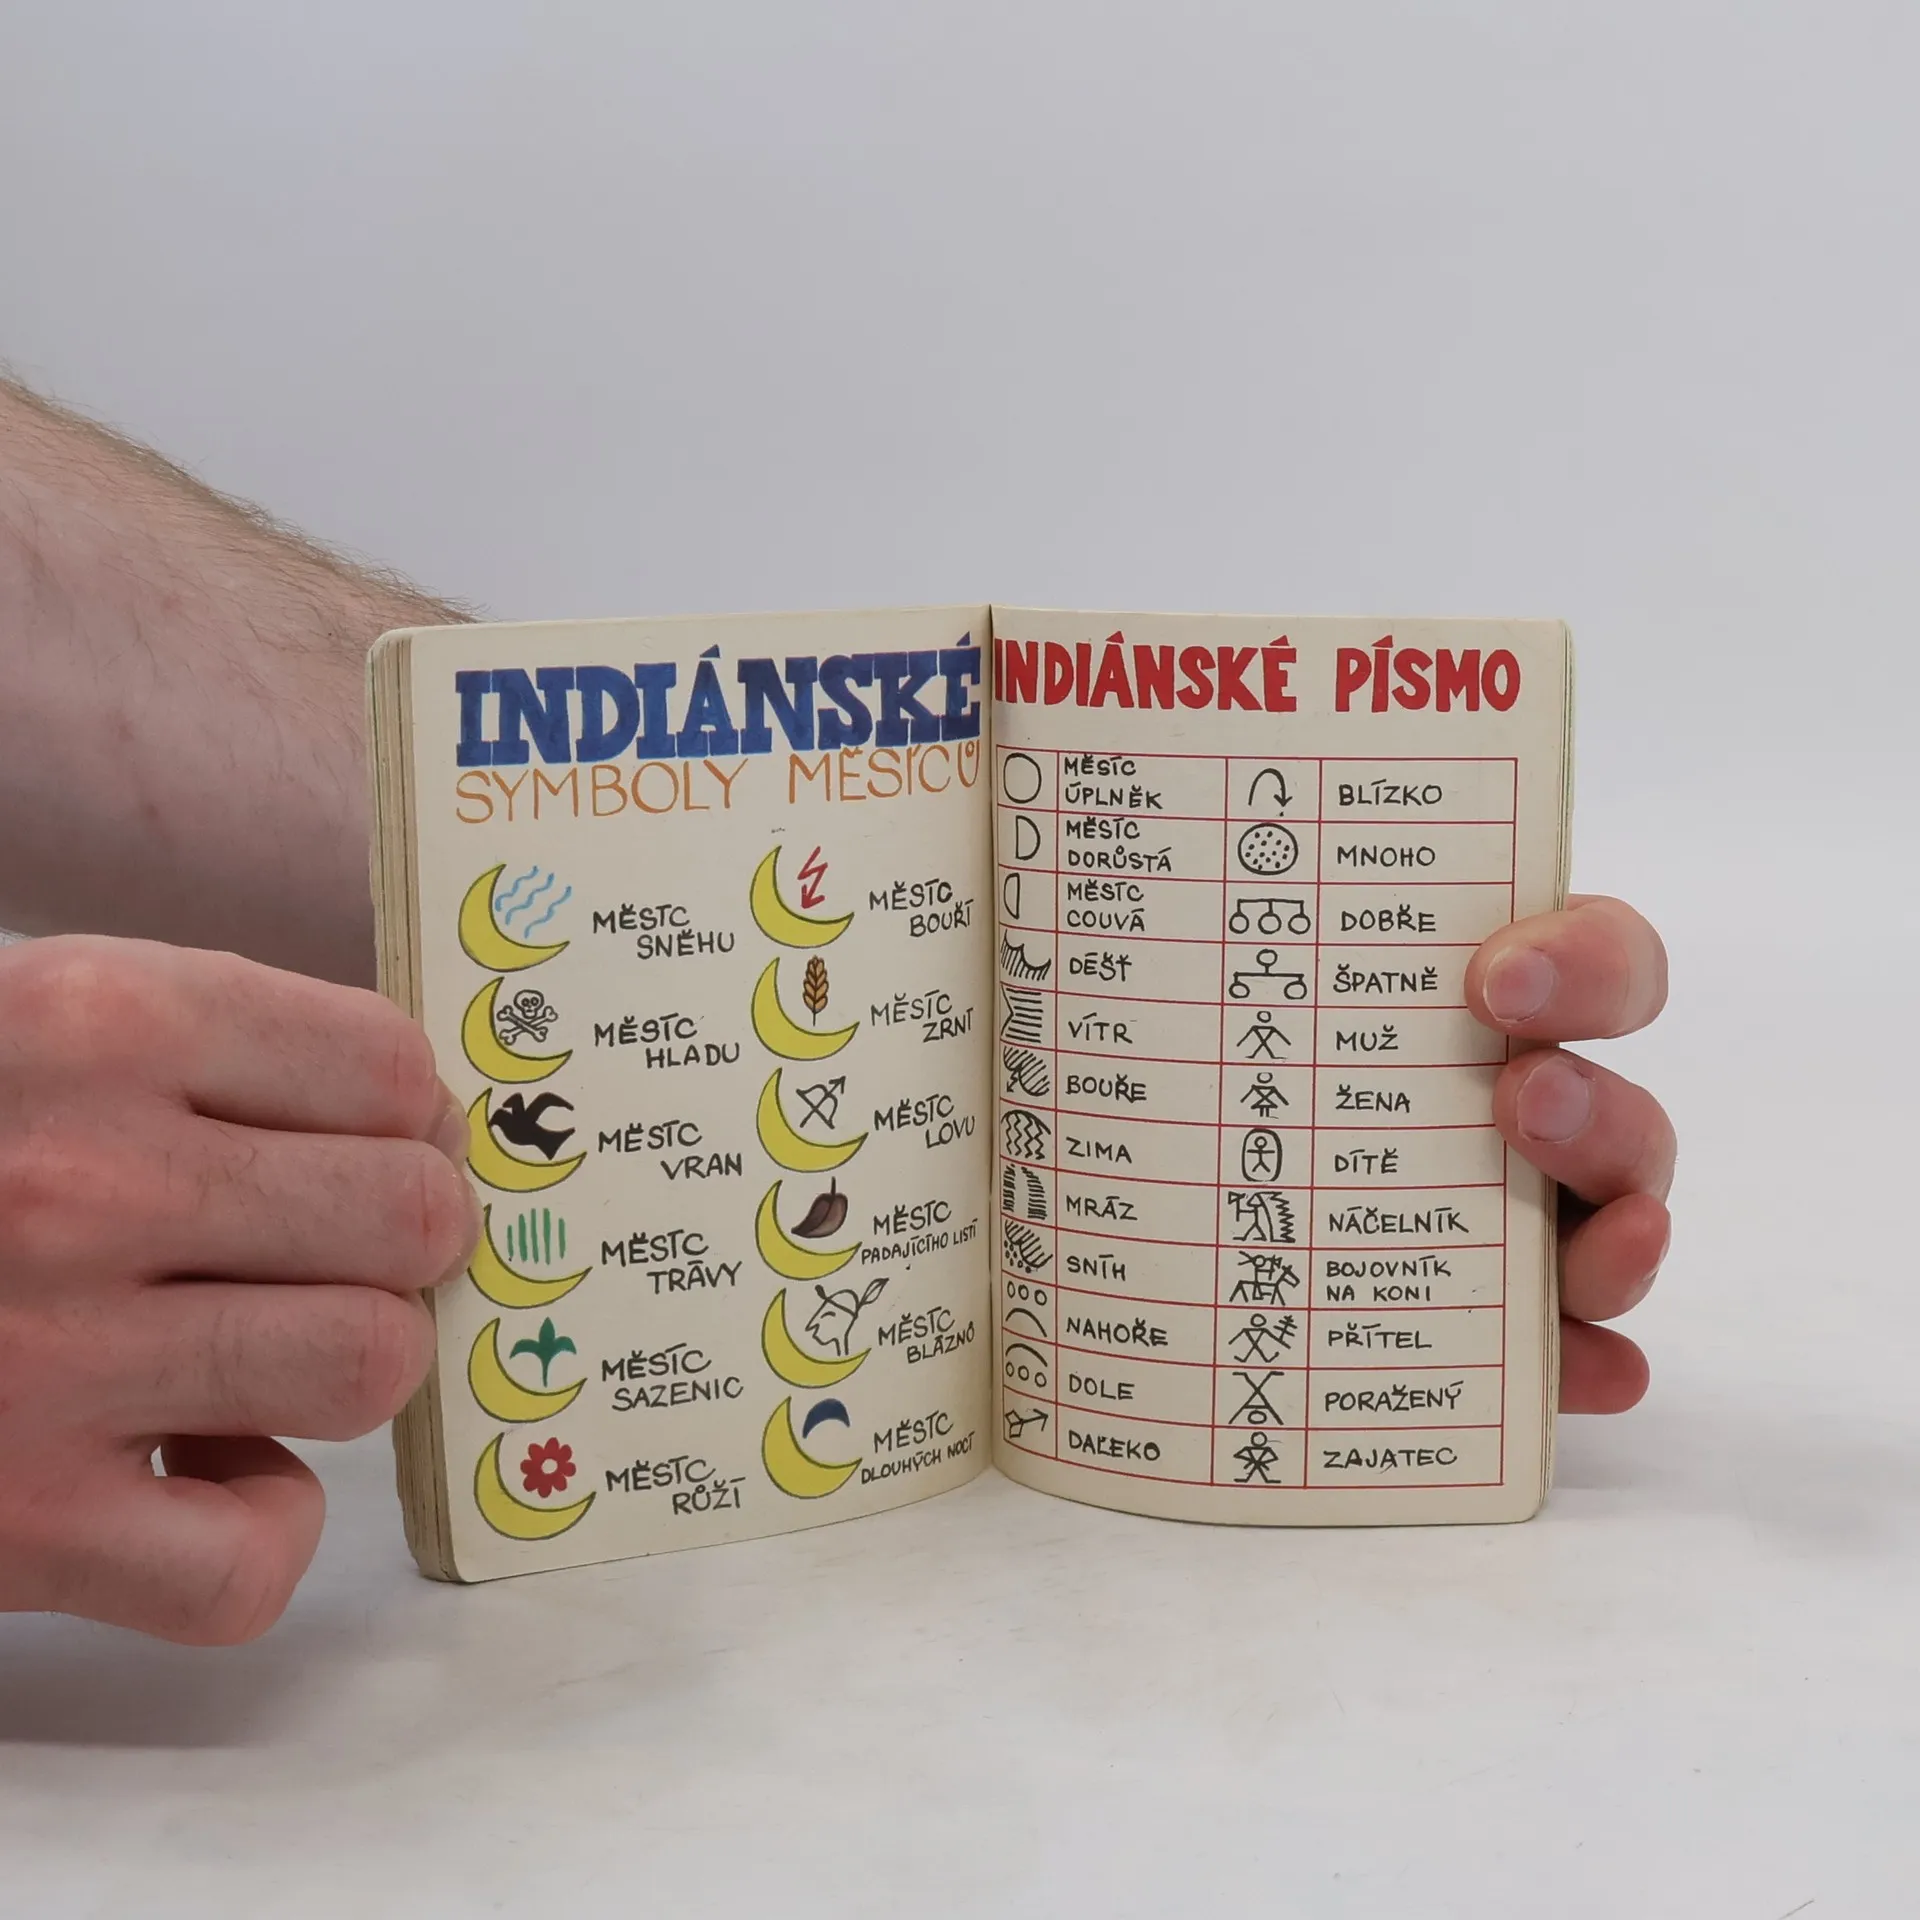 INDIÁNSKÉ
SYMBOLY MĚSÍCŮ
MĚSÍC
SNĚHU
MĚSÍC
HLADU
MĚSÍC
VRAN
MĚSÍC
TRÁVY
MĚSÍC
SAZENIC
MĚSÍC
RŮŽÍ
MĚSÍC
BOUŘÍ
MĚSÍC
ZRNÍ
MĚSÍC
LOVU
MĚSÍC
PADAJÍCÍHO LISTÍ
MĚSÍC
BLÁZNŮ
MĚSÍC
DLOUHÝCH NOCÍ
INDIÁNSKÉ PÍSMO
MĚSÍC
ÚPLNĚK
BLÍZKO
MĚSÍC
DORŮSTÁ
MNOHO
MĚSÍC
COUVÁ
DOBŘE
DÉŠŤ
ŠPATNĚ
VÍTR
MUŽ
BOUŘE
ŽENA
ZIMA
DÍTĚ
MRÁZ
NÁČELNÍK
SNÍH
BOJOVNÍK
NA KONI
NAHOŘE
PŘÍTEL
DOLE
PORAŽENÝ
DALEKO
ZAJATEC